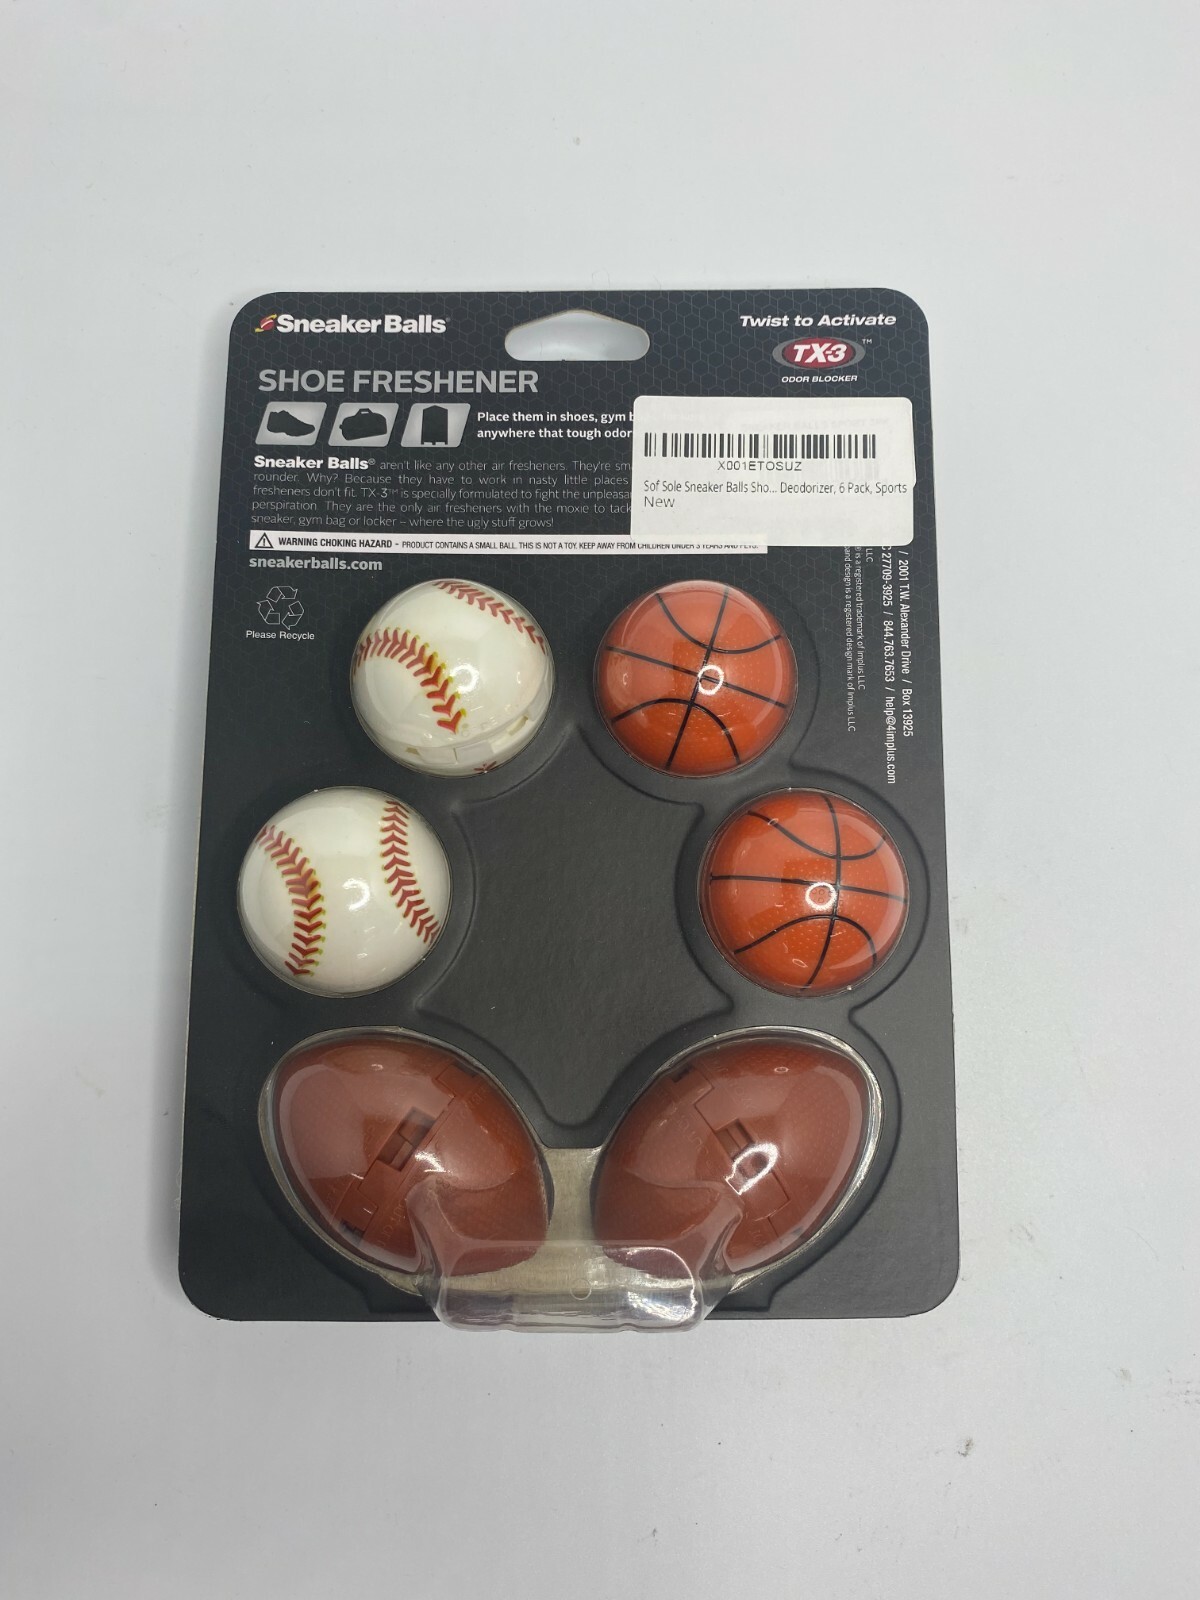 Sneaker Balls®
Twist to Activate
TX-3™
ODOR BLOCKER
SHOE FRESHENER
Place them in shoes, gym
anywhere that tough odor
Sneaker Balls® aren't like any other air fresheners. They're
rounder. Why? Because they have to work in nasty little places
fresheners don't fit. TX-3™ is specially formulated to fight the
perspiration. They are the only air fresheners with the moxie to
sneaker, gym bag or locker – where the ugly stuff grows!
WARNING CHOKING HAZARD – PRODUCT CONTAINS A SMALL BALL. THIS IS NOT A TOY. KEEP AWAY FROM CHILDREN UNDER 3 YEARS AND PETS.
sneakerballs.com
Please Recycle
X001ETOSUZ
Sof Sole Sneaker Balls Sho... Deodorizer, 6 Pack, Sports
New
/ 2001 T.W. Alexander Drive / Box 13925
27709-3925 / 844.763.7653 / help@4implus.com
LLC
is a registered trademark of Implus LLC
and design is a registered design mark of Implus LLC